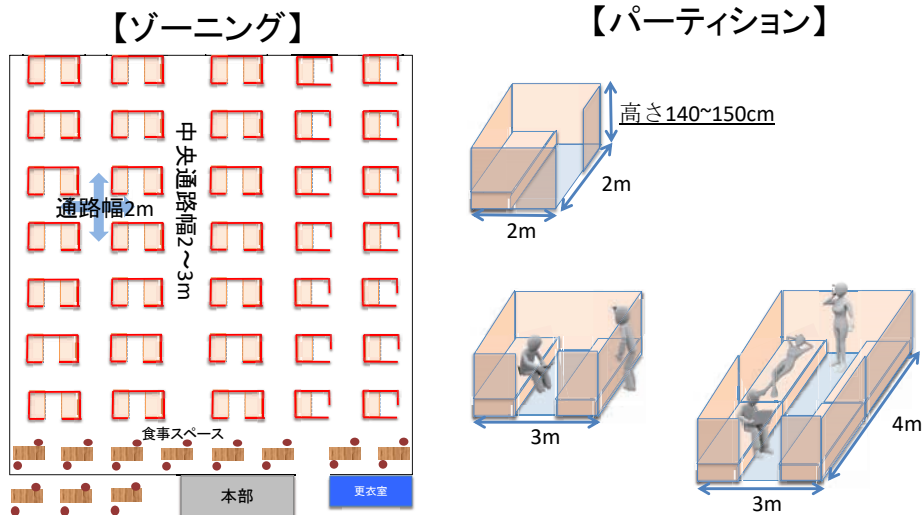 【ゾーニング】
【パーティション】
中央通路幅2～3m
通路幅2m
食事スペース
本部
更衣室
高さ140~150cm
2m
2m
3m
4m
3m